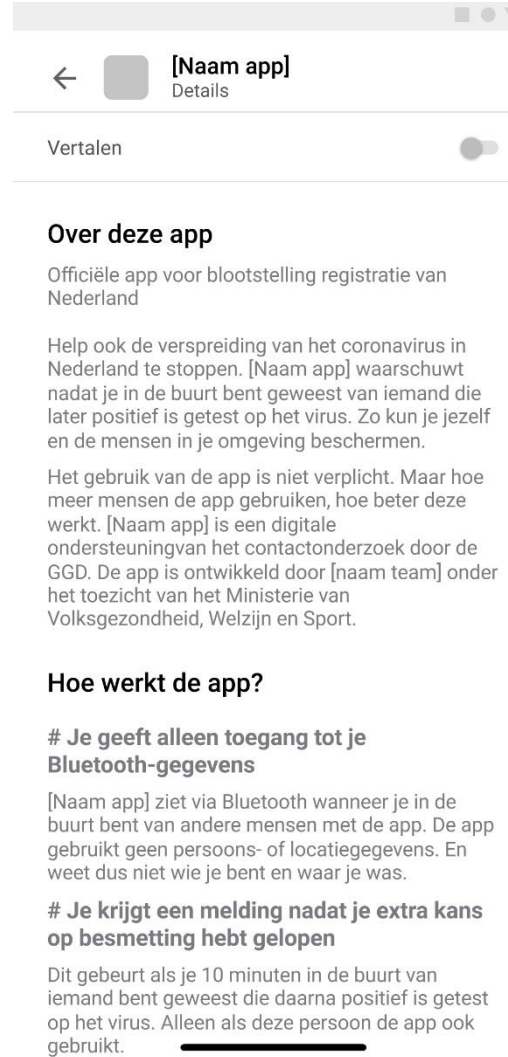 [Naam app]
Details
Vertalen
Over deze app
Officiële app voor blootstelling registratie van
Nederland
Help ook de verspreiding van het coronavirus in
Nederland te stoppen. [Naam app] waarschuwt
nadat je in de buurt bent geweest van iemand die
later positief is getest op het virus. Zo kun je jezelf
en de mensen in je omgeving beschermen.
Het gebruik van de app is niet verplicht. Maar hoe
meer mensen de app gebruiken, hoe beter deze
werkt. [Naam app] is een digitale
ondersteuningvan het contactonderzoek door de
GGD. De app is ontwikkeld door [naam team] onder
het toezicht van het Ministerie van
Volksgezondheid, Welzijn en Sport.
Hoe werkt de app?
# Je geeft alleen toegang tot je
Bluetooth-gegevens
[Naam app] ziet via Bluetooth wanneer je in de
buurt bent van andere mensen met de app. De app
gebruikt geen persoons- of locatiegegevens. En
weet dus niet wie je bent en waar je was.
# Je krijgt een melding nadat je extra kans
op besmetting hebt gelopen
Dit gebeurt als je 10 minuten in de buurt van
iemand bent geweest die daarna positief is getest
op het virus. Alleen als deze persoon de app ook
gebruikt.